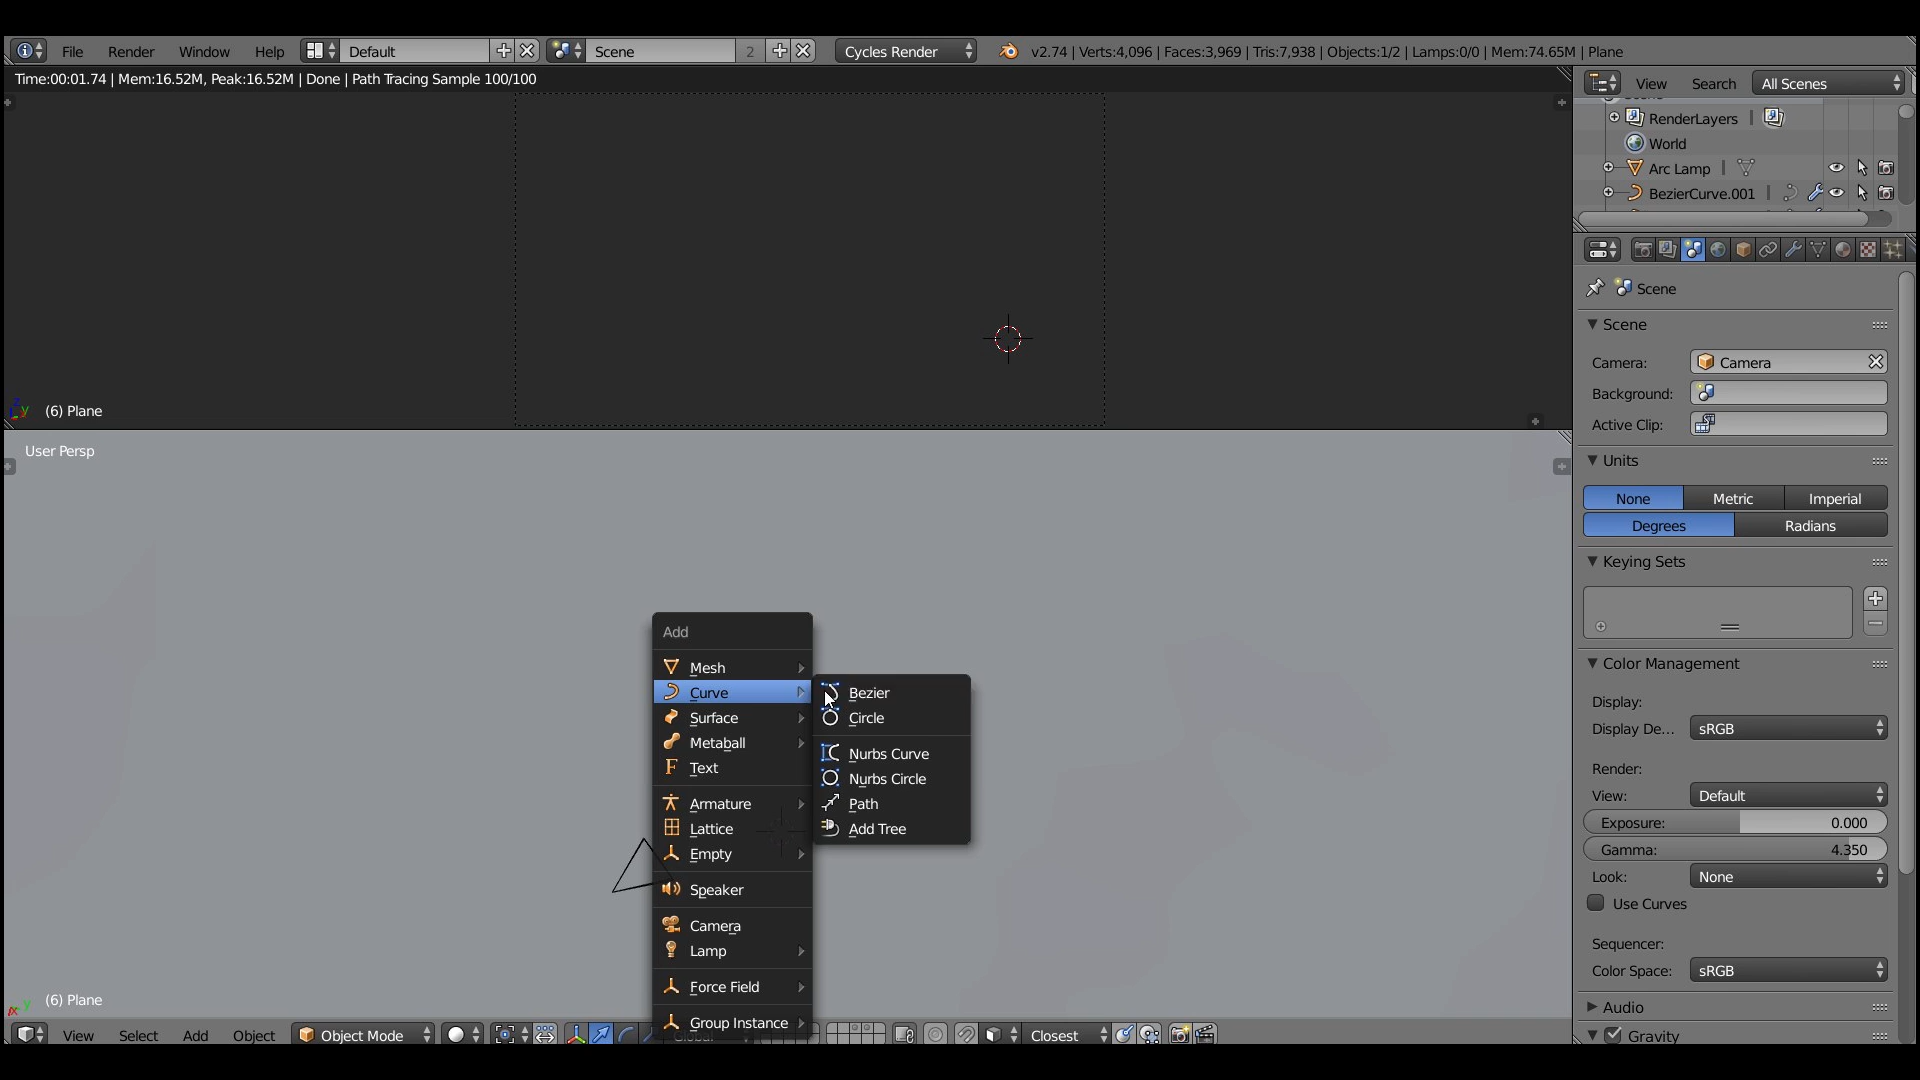 File Render Window Help Default Scene 2 Cycles Render v2.74 | Verts:4,096 | Faces:3,969 | Tris:7,938 | Objects:1/2 | Lamps:0/0 | Mem:74.65M | Plane
Time:00:01.74 | Mem:16.52M, Peak:16.52M | Done | Path Tracing Sample 100/100
(6) Plane
User Persp
Add
Mesh
Curve
Surface
Metaball
Text
Armature
Lattice
Empty
Speaker
Camera
Lamp
Force Field
Group Instance
Bezier
Circle
Nurbs Curve
Nurbs Circle
Path
Add Tree
(6) Plane
View Select Add Object Object Mode Closest
View Search All Scenes
RenderLayers
World
Arc Lamp
BezierCurve.001
Scene
Scene
Camera: Camera
Background:
Active Clip:
Units
None Metric Imperial
Degrees Radians
Keying Sets
Color Management
Display:
Display De... sRGB
Render:
View: Default
Exposure: 0.000
Gamma: 4.350
Look: None
Use Curves
Sequencer:
Color Space: sRGB
Audio
Gravity